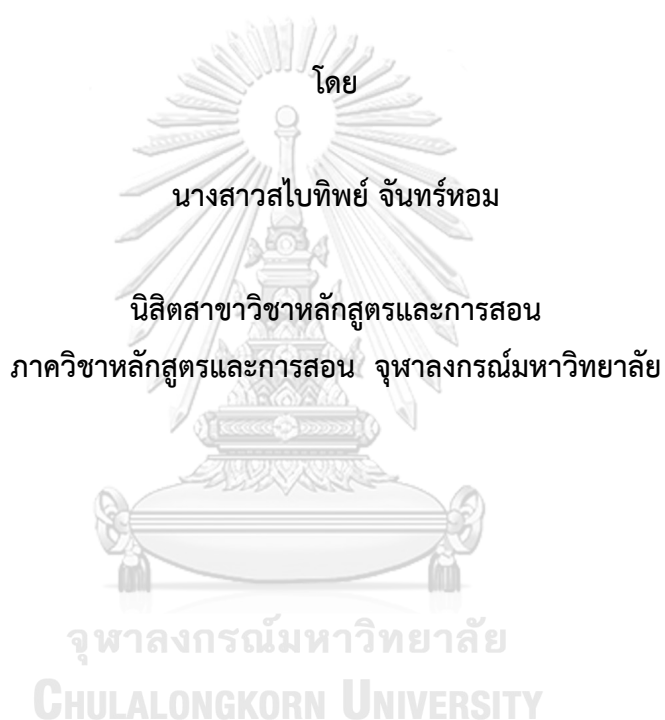 โดย
นางสาวสไบทิพย์ จันทร์หอม
นิสิตสาขาวิชาหลักสูตรและการสอน
ภาควิชาหลักสูตรและการสอน จุฬาลงกรณ์มหาวิทยาลัย
จุฬาลงกรณ์มหาวิทยาลัย
CHULALONGKORN UNIVERSITY